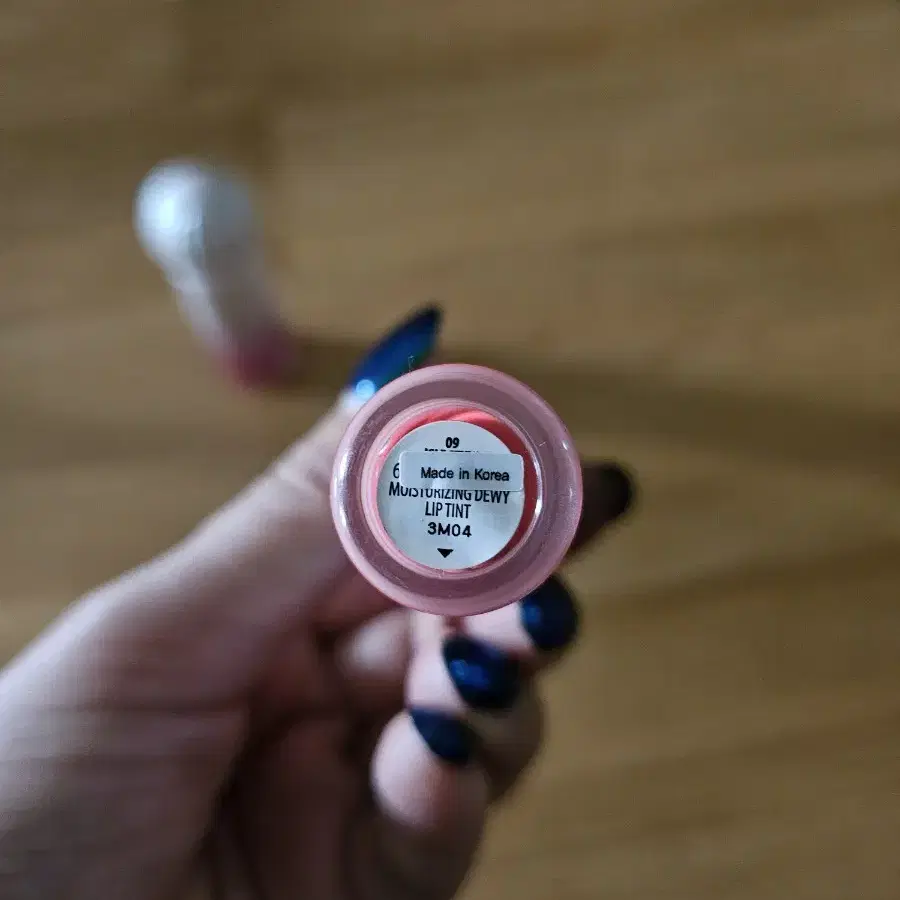 09
Made in Korea
MOISTURIZING DEWY
LIP TINT
3M04